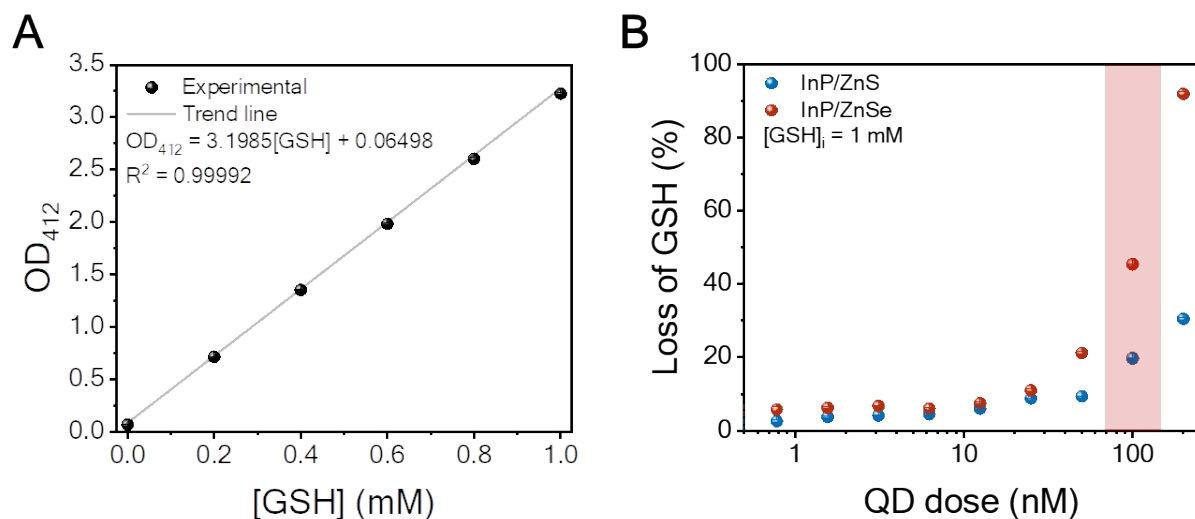 A
3.5
3.0
2.5
2.0
1.5
1.0
0.5
0.0
OD₄₁₂
Experimental
Trend line
OD₄₁₂ = 3.1985[GSH] + 0.06498
R² = 0.99992
0.0 0.2 0.4 0.6 0.8 1.0
[GSH] (mM)
B
100
80
60
40
20
0
Loss of GSH (%)
InP/ZnS
InP/ZnSe
[GSH]ᵢ = 1 mM
1 10 100
QD dose (nM)